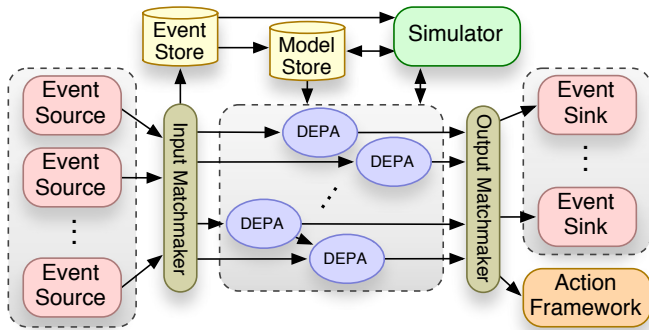 Event
Store
Model
Store
Simulator
Event
Source
Event
Source
Event
Source
Input Matchmaker
DEPA
DEPA
DEPA
DEPA
Output Matchmaker
Event
Sink
Event
Sink
Action
Framework